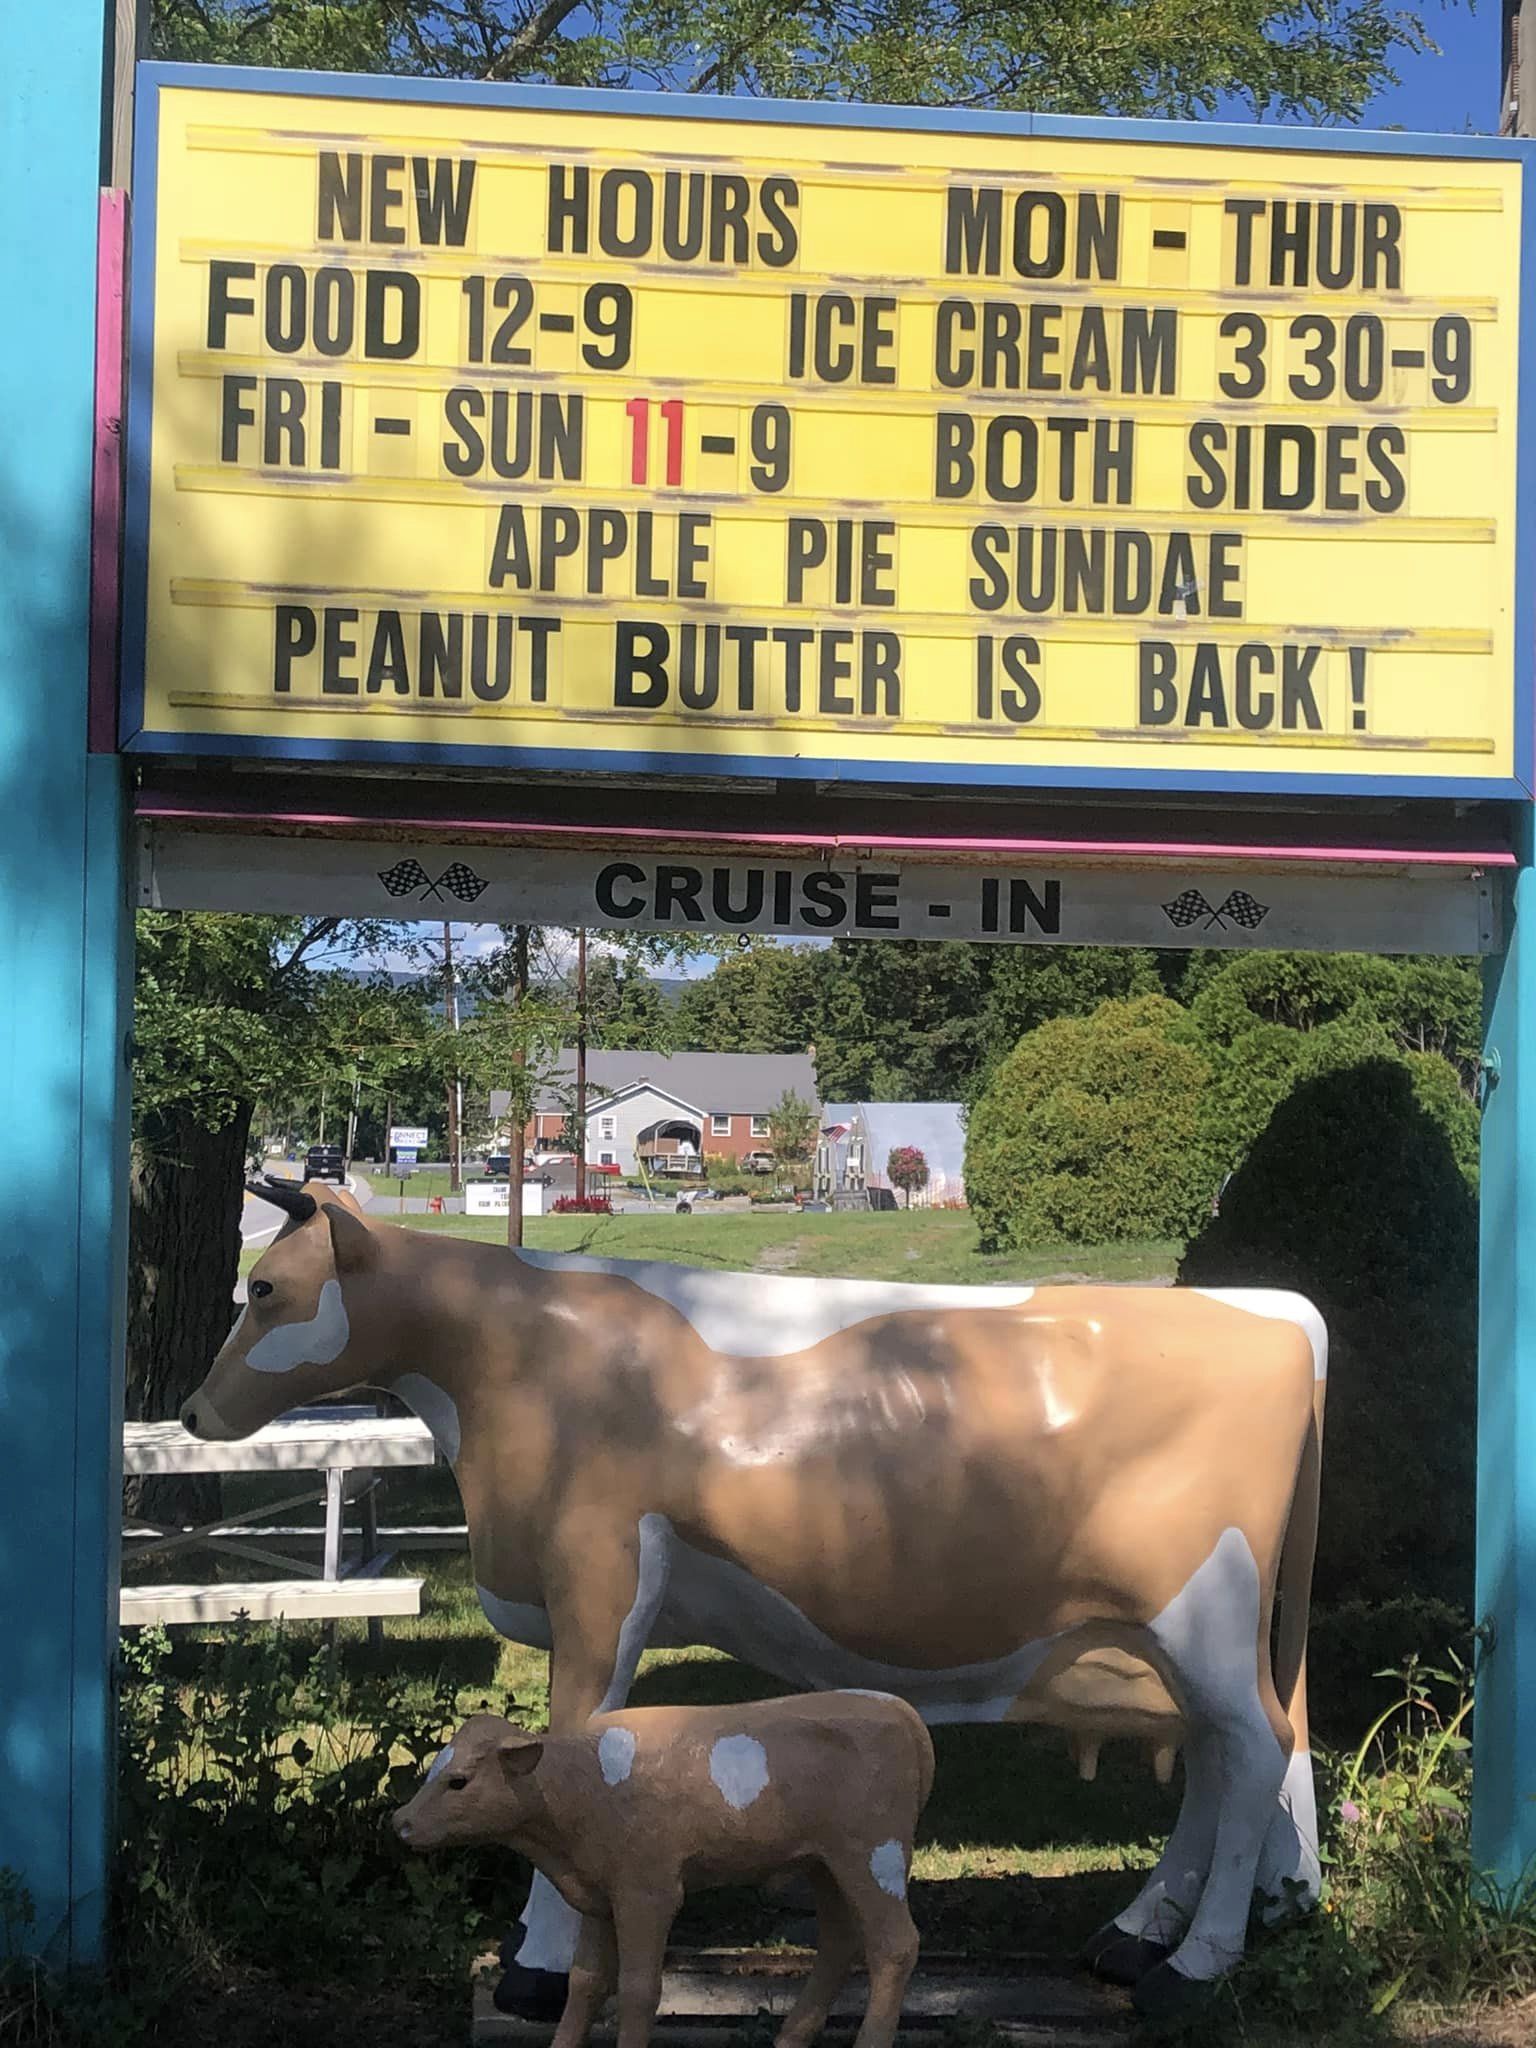 NEW HOURS MON - THUR
FOOD 12-9 ICE CREAM 3 30-9
FRI - SUN 11-9 BOTH SIDES
APPLE PIE SUNDAE
PEANUT BUTTER IS BACK!
CRUISE - IN